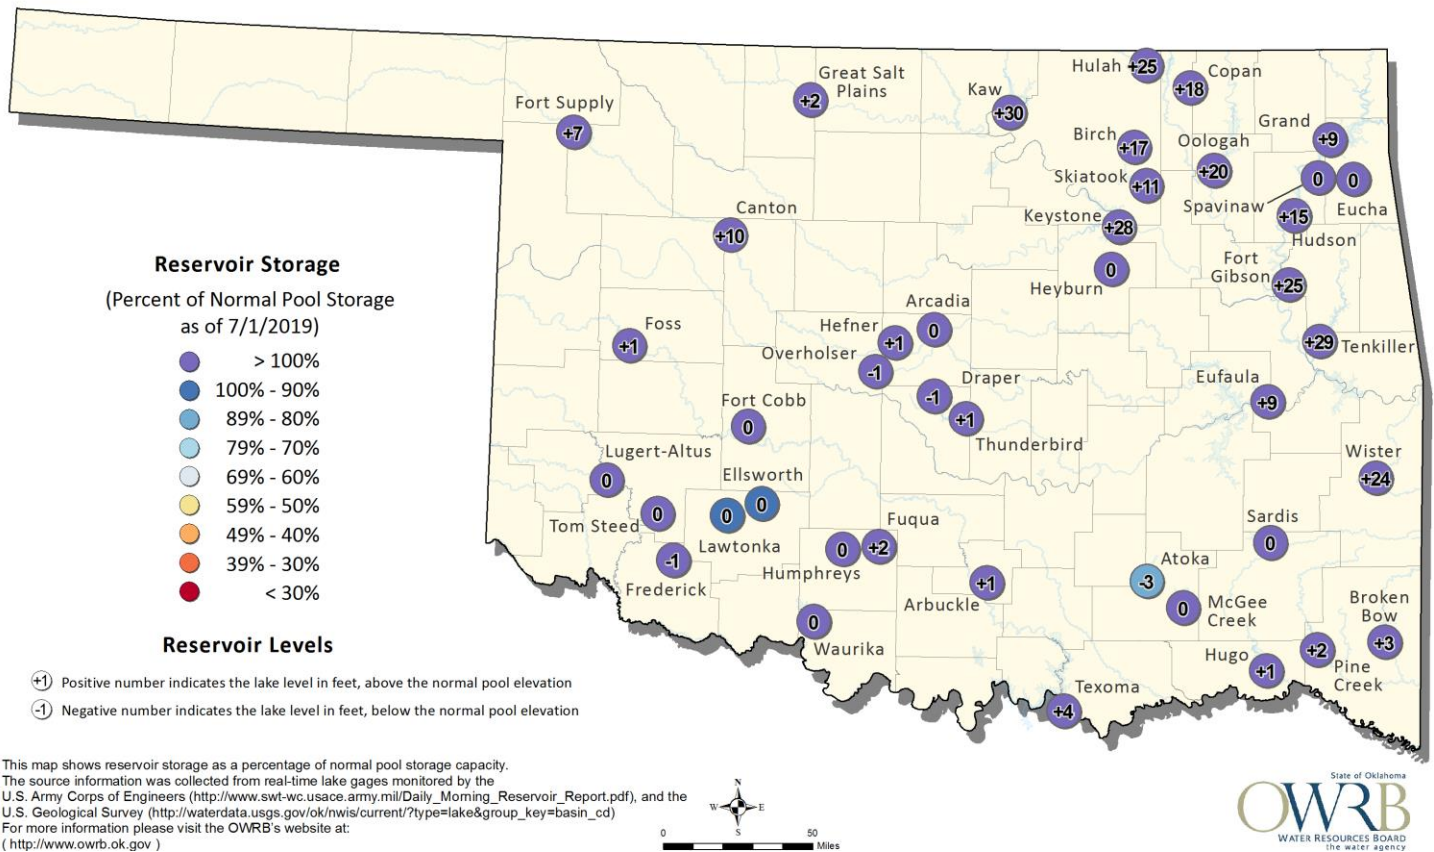 Hulah
+25
Copan
+18
Great Salt
Plains
+2
Kaw
+30
Fort Supply
+7
Grand
+9
Birch
+17
Oologah
+20
Skiatook
+11
0
0
Spavinaw
Eucha
Canton
+10
Keystone
+28
+15
Hudson
Fort
Gibson
+25
0
Heyburn
Reservoir Storage
(Percent of Normal Pool Storage
as of 7/1/2019)
> 100%
100% - 90%
89% - 80%
79% - 70%
69% - 60%
59% - 50%
49% - 40%
39% - 30%
< 30%
Arcadia
0
Foss
+1
Hefner
+1
Overholser
-1
+29
Tenkiller
Draper
-1
Eufaula
+9
Fort Cobb
0
+1
Thunderbird
Lugert-Altus
0
Ellsworth
0
Wister
+24
Tom Steed
0
0
Lawtonka
Fuqua
+2
0
Humphreys
Sardis
0
-1
Frederick
Atoka
-3
+1
Arbuckle
0
McGee
Creek
Broken
Bow
+3
0
Waurika
Hugo
+1
+2
Pine
Creek
Texoma
+4
Reservoir Levels
+1 Positive number indicates the lake level in feet, above the normal pool elevation
-1 Negative number indicates the lake level in feet, below the normal pool elevation
This map shows reservoir storage as a percentage of normal pool storage capacity.
The source information was collected from real-time lake gages monitored by the
U.S. Army Corps of Engineers (http://www.swt-wc.usace.army.mil/Daily_Morning_Reservoir_Report.pdf), and the
U.S. Geological Survey (http://waterdata.usgs.gov/ok/nwis/current/?type=lake&group_key=basin_cd)
For more information please visit the OWRB's website at:
( http://www.owrb.ok.gov )
N
W E
S
0 50
Miles
State of Oklahoma
OWRB
WATER RESOURCES BOARD
the water agency